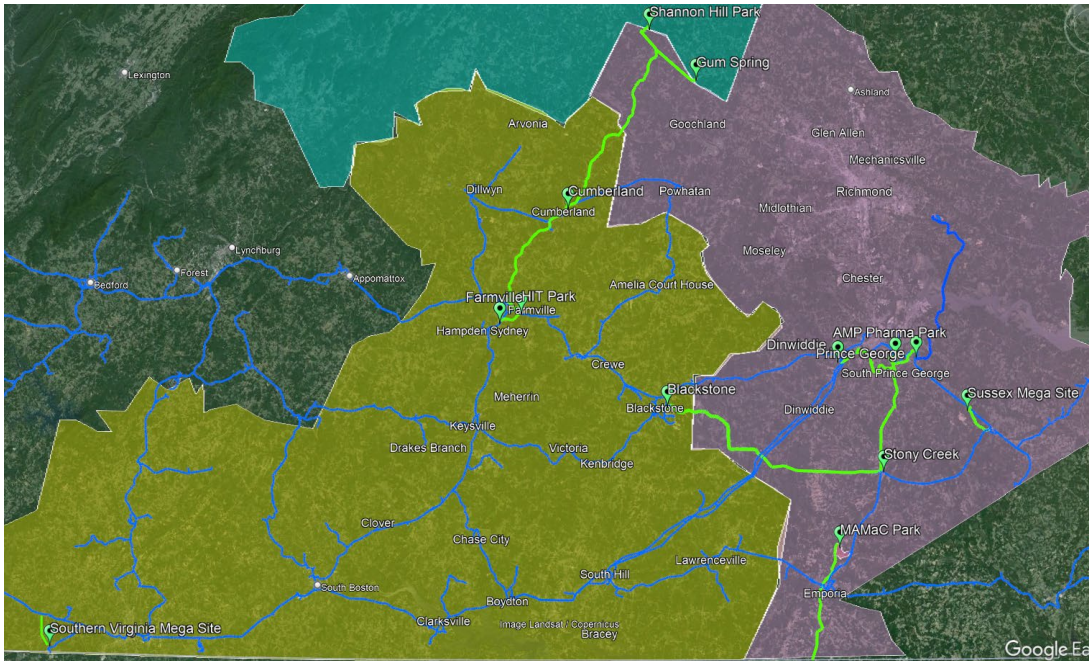 Shannon Hill Park
Gum Spring
Lexington
Ashland
Arvonia
Goochland
Glen Allen
Mechanicsville
Dillwyn
Cumberland
Powhatan
Richmond
Cumberland
Midlothian
Lynchburg
Moseley
Forest
Bedford
Appomattox
Chester
Amelia Court House
Farmville
HIT Park
Farmville
Hampden Sydney
AMP Pharma Park
Dinwiddie
Prince George
Crewe
South Prince George
Blackstone
Sussex Mega Site
Meherrin
Blackstone
Dinwiddie
Keysville
Drakes Branch
Victoria
Kenbridge
Stony Creek
Clover
MAMaC Park
Chase City
Lawrenceville
South Hill
South Boston
Emporia
Boydton
Clarksville
Image Landsat / Copernicus
Bracey
Southern Virginia Mega Site
Google Ea